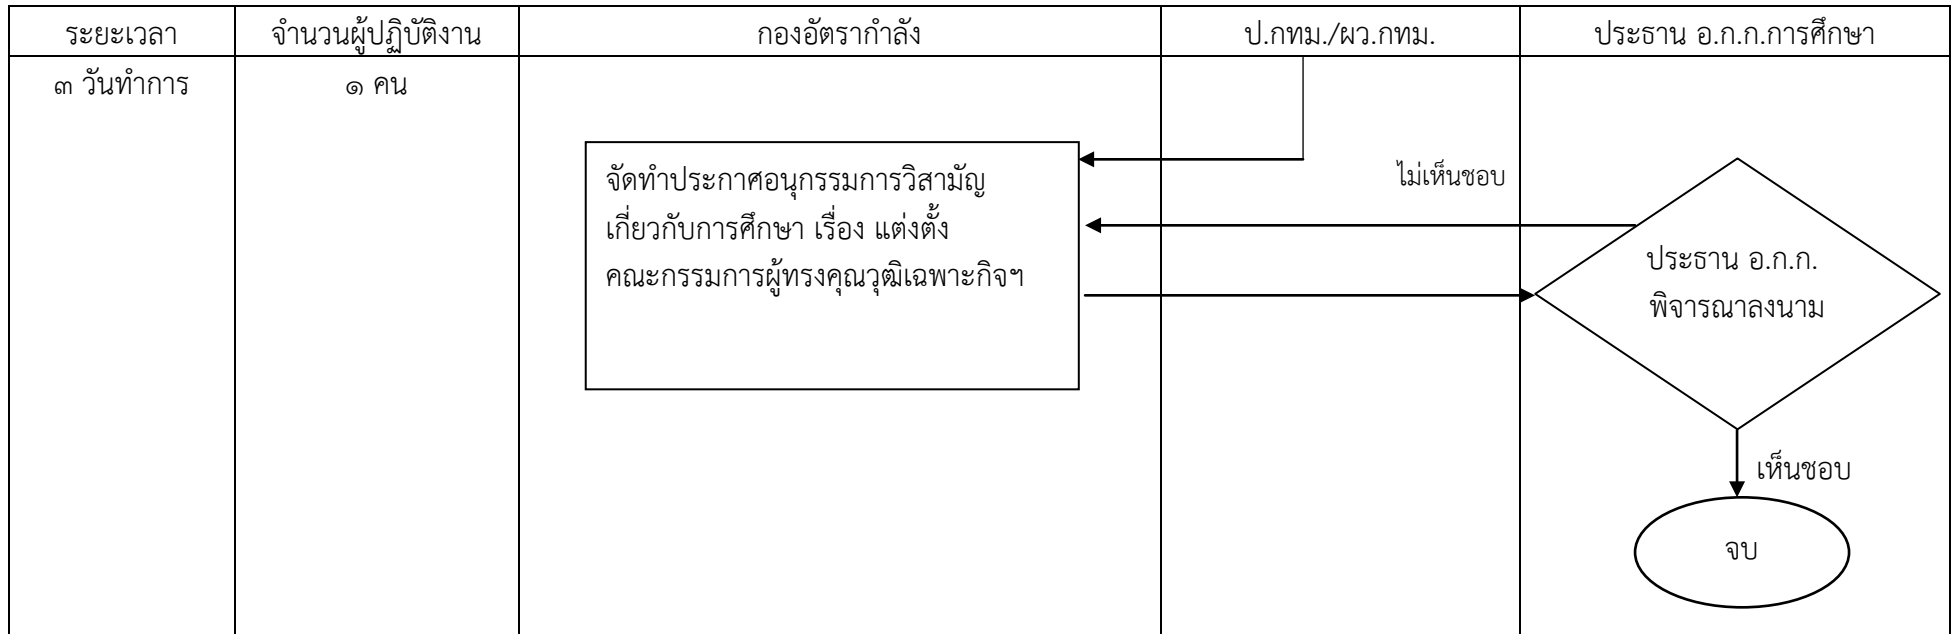 ระยะเวลา
จำนวนผู้ปฏิบัติงาน
กองอัตรากำลัง
ป.กทม./ผว.กทม.
ประธาน อ.ก.ก.การศึกษา
๓ วันทำการ
๑ คน
จัดทำประกาศอนุกรรมการวิสามัญ
เกี่ยวกับการศึกษา เรื่อง แต่งตั้ง
คณะกรรมการผู้ทรงคุณวุฒิเฉพาะกิจฯ
ไม่เห็นชอบ
ประธาน อ.ก.ก.
พิจารณาลงนาม
เห็นชอบ
จบ